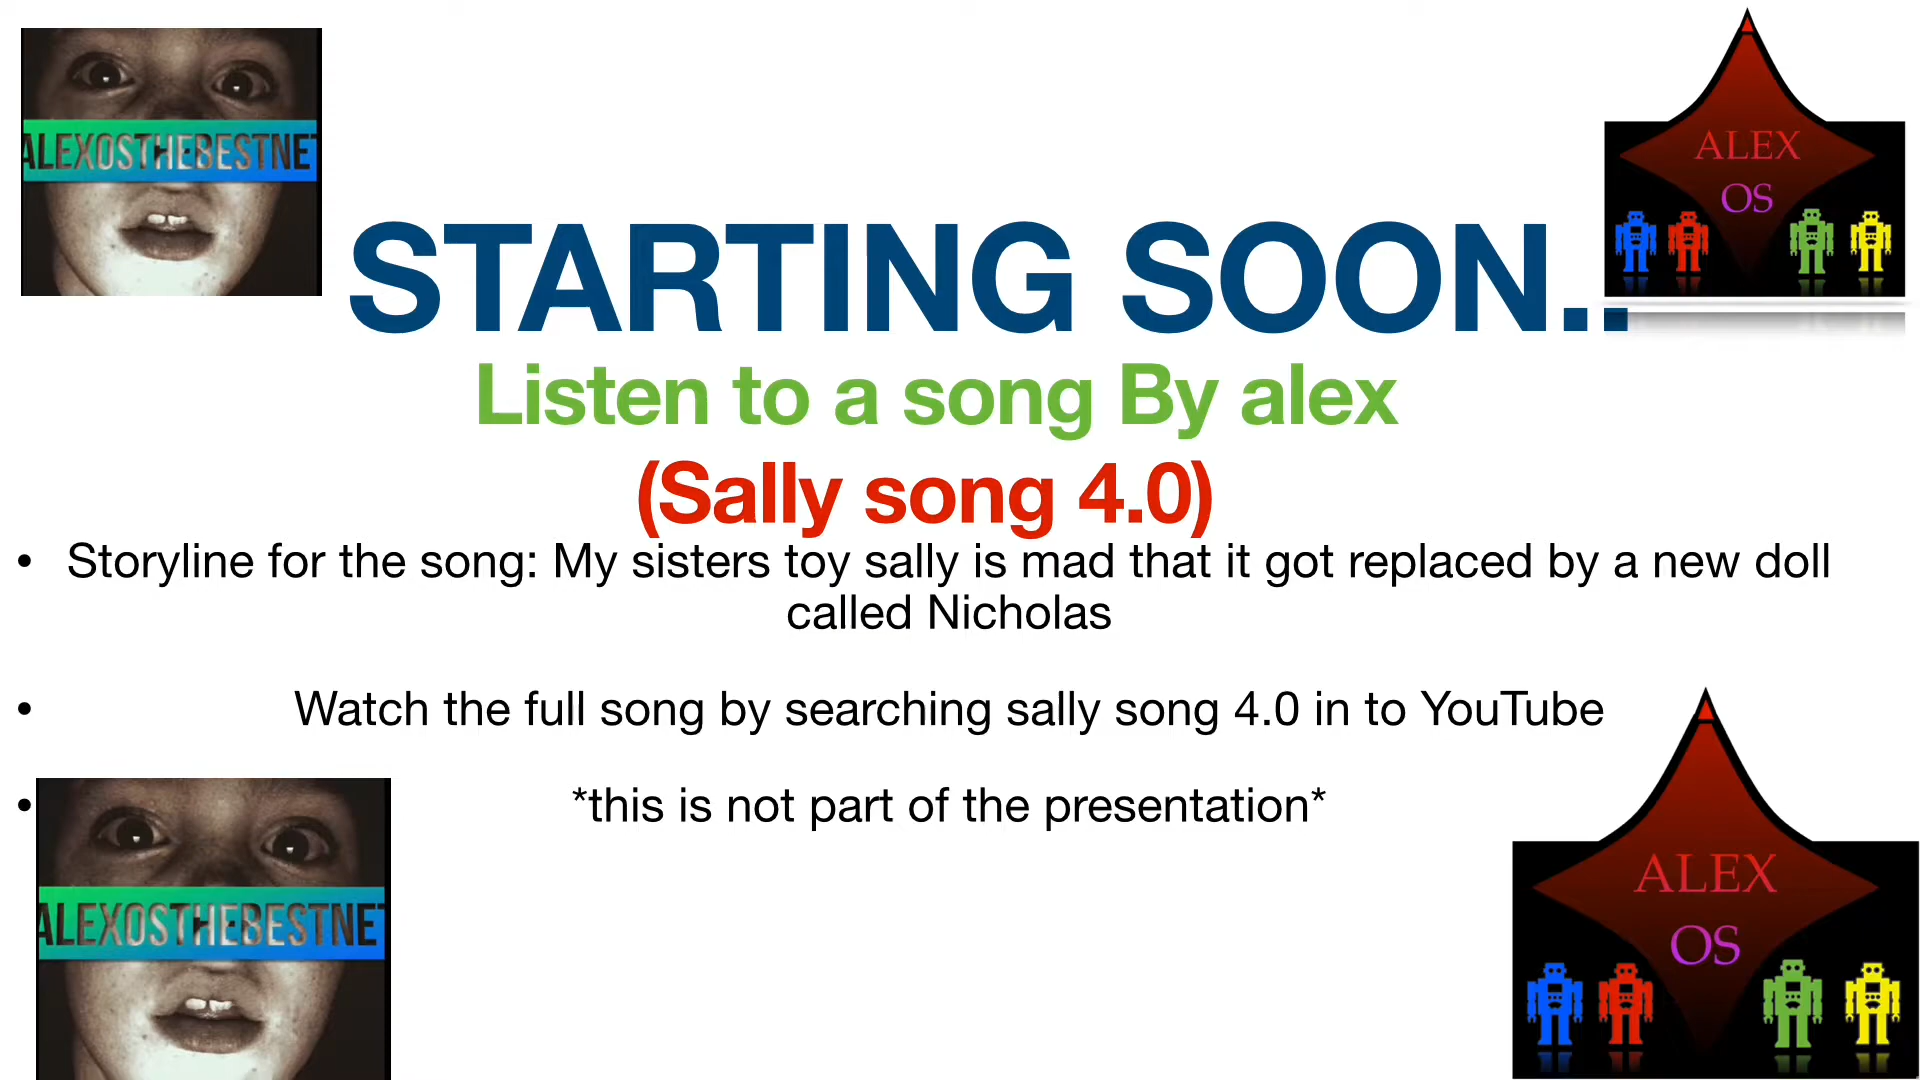 ALEXOSTHEBESTNET
ALEX
OS
STARTING SOON..
Listen to a song By alex
(Sally song 4.0)
• Storyline for the song: My sisters toy sally is mad that it got replaced by a new doll
called Nicholas
• Watch the full song by searching sally song 4.0 in to YouTube
• *this is not part of the presentation*
ALEXOSTHEBESTNET
ALEX
OS